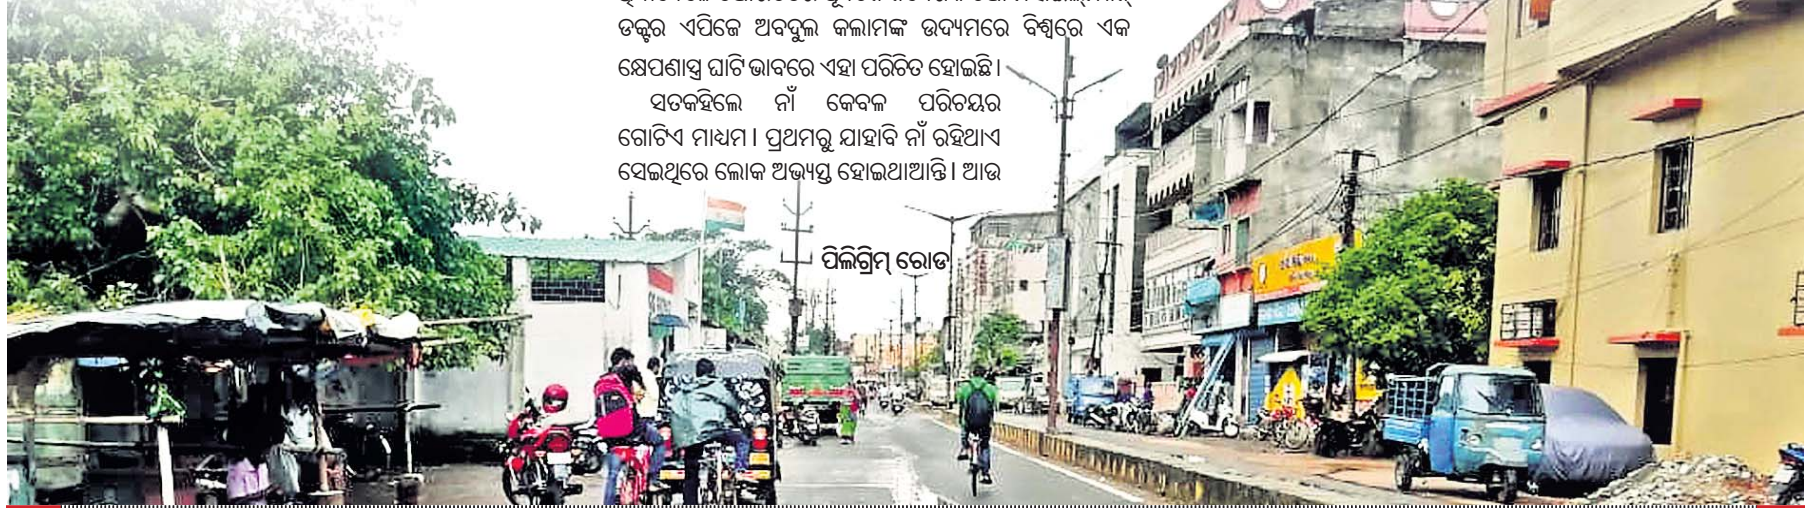 ଡକ୍ଟର ଏପିଜେ ଅବଦୁଲ କଲାମଙ୍କ ଉଦ୍ୟମରେ ବିଶ୍ୱରେ ଏକ
କ୍ଷେପଣାସ୍ତ୍ର ଘାଟି ଭାବରେ ଏହା ପରିଚିତ ହୋଇଛି।
ସତକହିଲେ ନାଁ କେବଳ ପରିଚୟର
ଗୋଟିଏ ମାଧ୍ୟମ। ପ୍ରଥମରୁ ଯାହାବି ନାଁ ରହିଥାଏ
ସେଇଥିରେ ଲୋକ ଅଭ୍ୟସ୍ତ ହୋଇଥାଆନ୍ତି। ଆଉ
ପିଲିଗ୍ରିମ୍ ରୋଡ